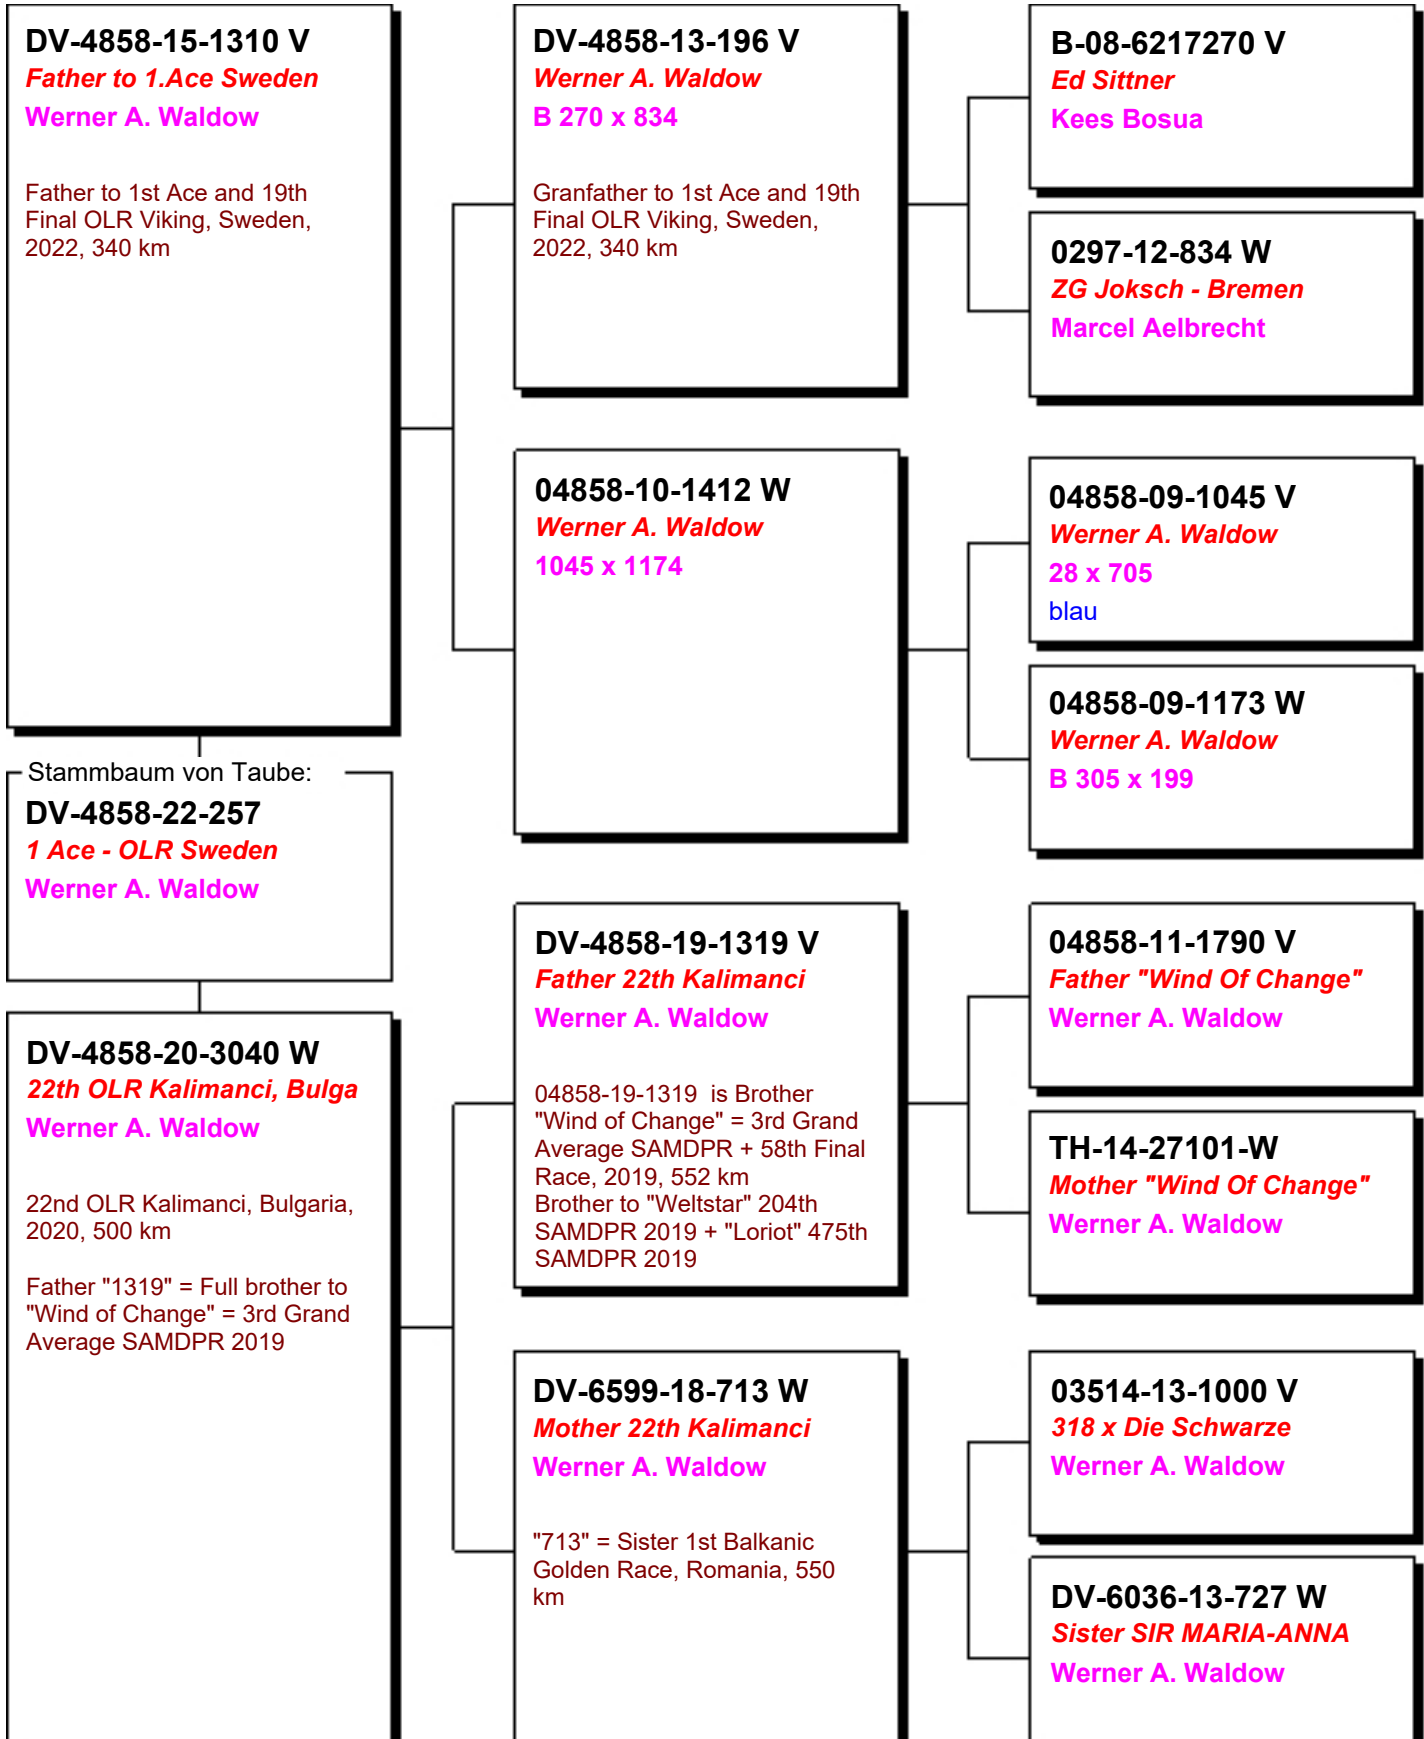 DV-4858-15-1310 V
Father to 1.Ace Sweden
Werner A. Waldow
Father to 1st Ace and 19th
Final OLR Viking, Sweden,
2022, 340 km
Stammbaum von Taube:
DV-4858-22-257
1 Ace - OLR Sweden
Werner A. Waldow
DV-4858-20-3040 W
22th OLR Kalimanci, Bulga
Werner A. Waldow
22nd OLR Kalimanci, Bulgaria,
2020, 500 km
Father "1319" = Full brother to
"Wind of Change" = 3rd Grand
Average SAMDPR 2019
DV-4858-13-196 V
Werner A. Waldow
B 270 x 834
Granfather to 1st Ace and 19th
Final OLR Viking, Sweden,
2022, 340 km
04858-10-1412 W
Werner A. Waldow
1045 x 1174
DV-4858-19-1319 V
Father 22th Kalimanci
Werner A. Waldow
04858-19-1319 is Brother
"Wind of Change" = 3rd Grand
Average SAMDPR + 58th Final
Race, 2019, 552 km
Brother to "Weltstar" 204th
SAMDPR 2019 + "Loriot" 475th
SAMDPR 2019
DV-6599-18-713 W
Mother 22th Kalimanci
Werner A. Waldow
"713" = Sister 1st Balkanic
Golden Race, Romania, 550
km
B-08-6217270 V
Ed Sittner
Kees Bosua
0297-12-834 W
ZG Joksch - Bremen
Marcel Aelbrecht
04858-09-1045 V
Werner A. Waldow
28 x 705
blau
04858-09-1173 W
Werner A. Waldow
B 305 x 199
04858-11-1790 V
Father "Wind Of Change"
Werner A. Waldow
TH-14-27101-W
Mother "Wind Of Change"
Werner A. Waldow
03514-13-1000 V
318 x Die Schwarze
Werner A. Waldow
DV-6036-13-727 W
Sister SIR MARIA-ANNA
Werner A. Waldow